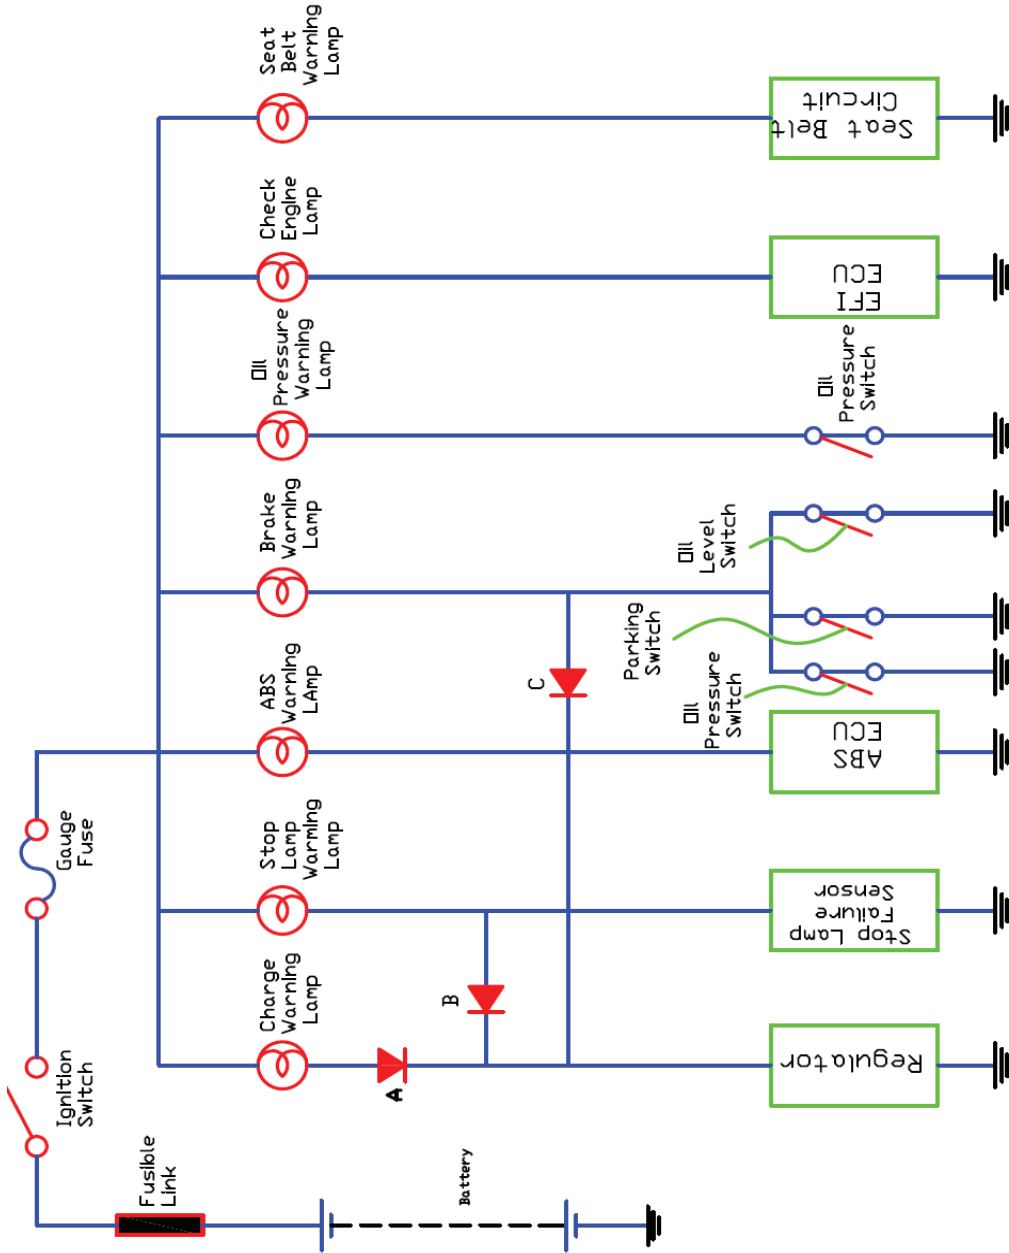 Seat
Belt
Warning
Lamp
Check
Engine
Lamp
Oil
Pressure
Warning
Lamp
Brake
Warning
Lamp
ABS
Warning
LAmp
Stop
Lamp
Warming
Lamp
Charge
Warning
Lamp
Gauge
Fuse
Ignition
Switch
Fusible
Link
Battery
A
B
C
Seat Belt
Circuit
EFI
ECU
Oil
Pressure
Switch
Oil
Level
Switch
Parking
Switch
Oil
Pressure
Switch
ABS
ECU
Stop Lamp
Failure
Sensor
Regulator